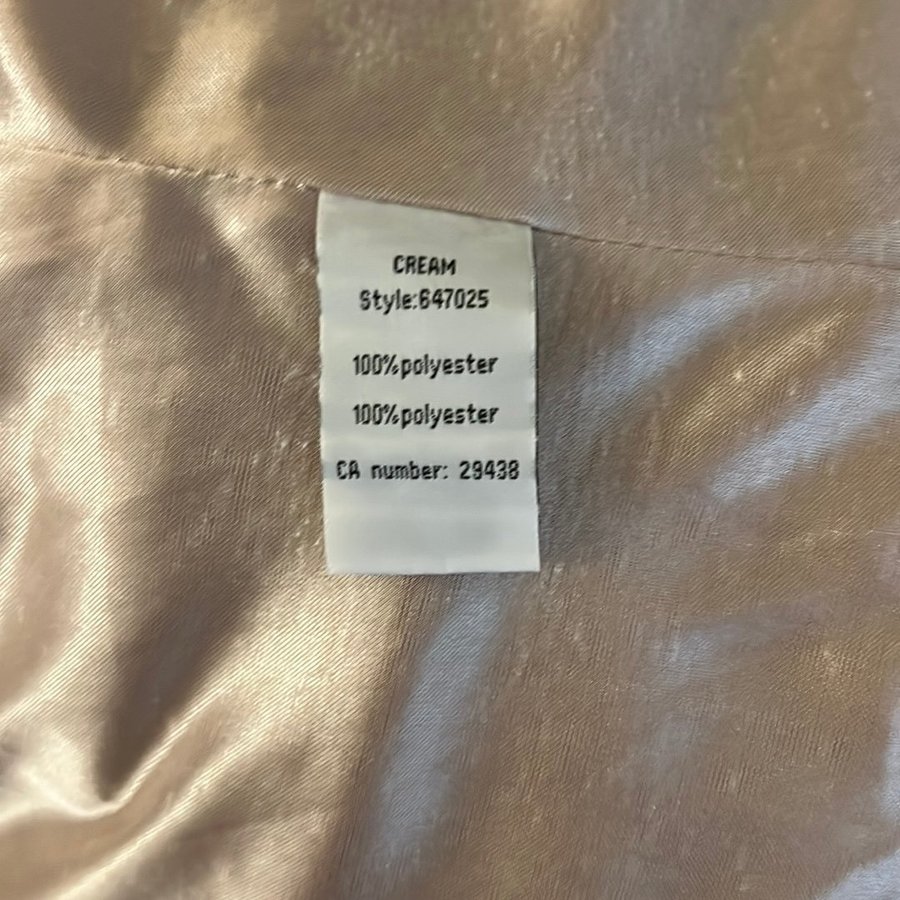 CREAM
Style:647025
100%polyester
100%polyester
CA number: 29438